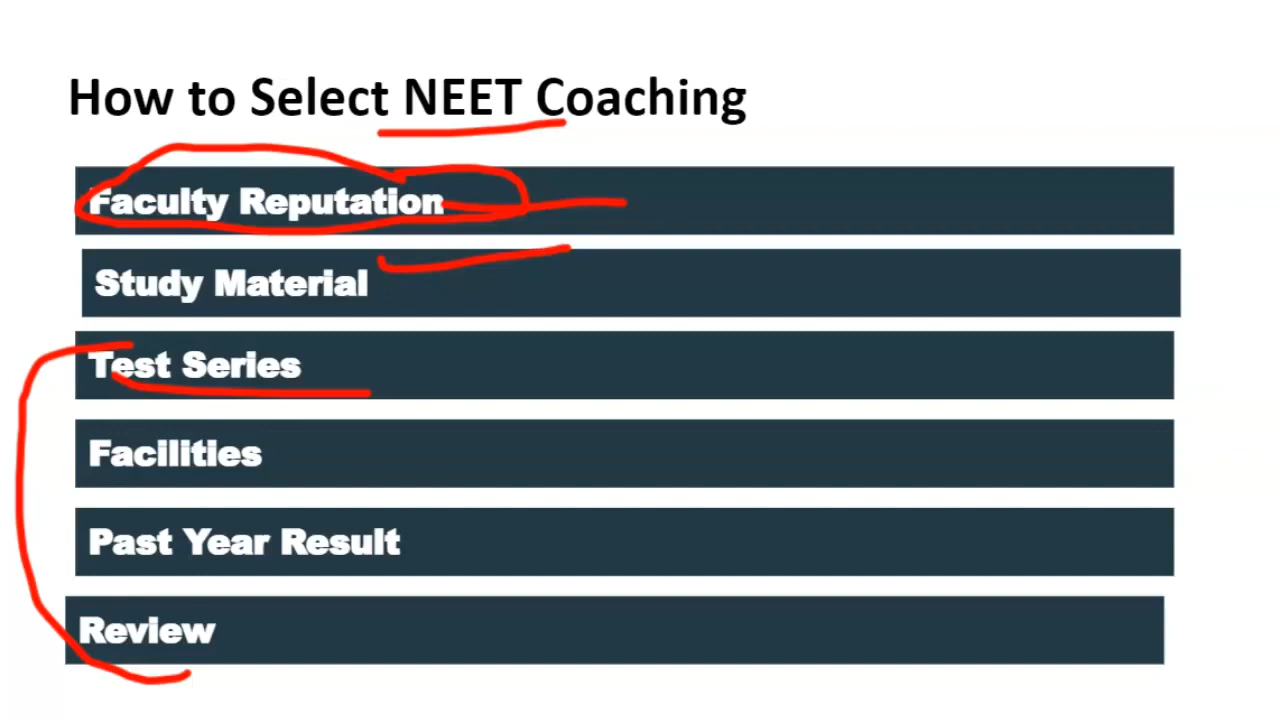 How to Select NEET Coaching
Faculty Reputation
Study Material
Test Series
Facilities
Past Year Result
Review